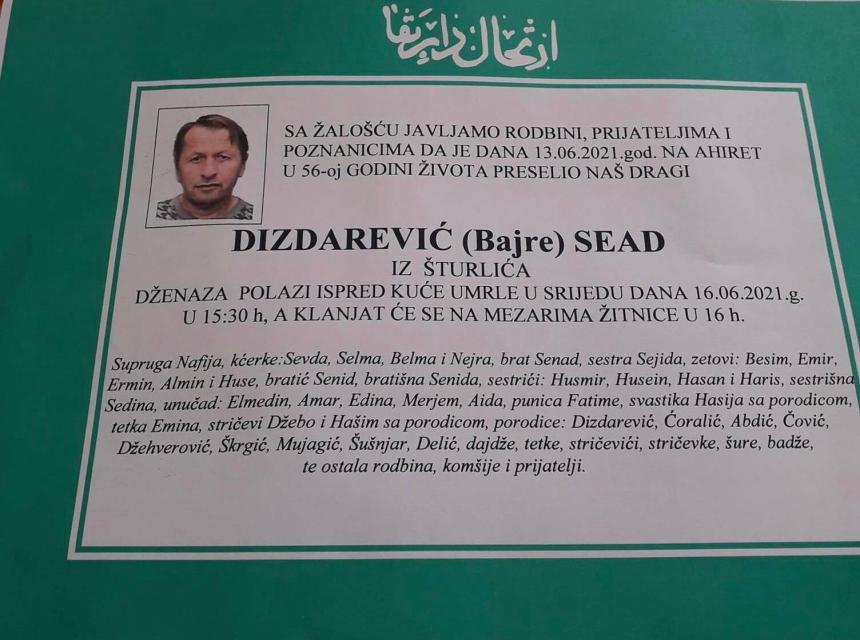 SA ŽALOŠĆU JAVLJAMO RODBINI, PRIJATELJIMA I
POZNANICIMA DA JE DANA 13.06.2021.god. NA AHIRET
U 56-oj GODINI ŽIVOTA PRESELIO NAŠ DRAGI
DIZDAREVIĆ (Bajre) SEAD
IZ ŠTURLIĆA
DŽENAZA POLAZI ISPRED KUĆE UMRLE U SRIJEDU DANA 16.06.2021.g.
U 15:30 h, A KLANJAT ĆE SE NA MEZARIMA ŽITNICE U 16 h.
Supruga Nafija, kćerke:Sevda, Selma, Belma i Nejra, brat Senad, sestra Sejida, zetovi: Besim, Emir,
Ermin, Almin i Huse, bratić Senid, bratišna Senida, sestrići: Husmir, Husein, Hasan i Haris, sestrišna
Sedina, unučad: Elmedin, Amar, Edina, Merjem, Aida, punica Fatime, svastika Hasija sa porodicom,
tetka Emina, stričevi Džebo i Hašim sa porodicom, porodice: Dizdarević, Ćoralić, Abdić, Čović,
Džehverović, Škrgić, Mujagić, Šušnjar, Delić, dajdže, tetke, stričevići, stričevke, šure, badže,
te ostala rodbina, komšije i prijatelji.